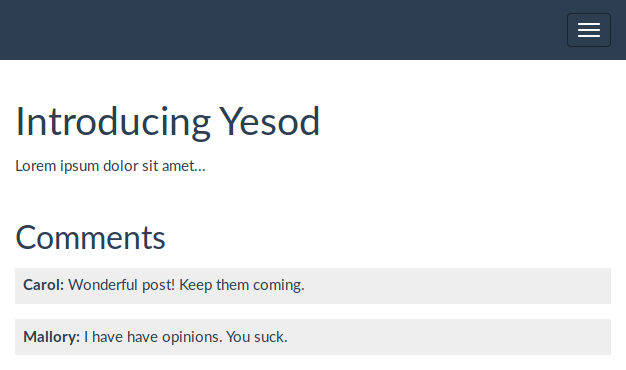 Introducing Yesod
Lorem ipsum dolor sit amet...
Comments
Carol: Wonderful post! Keep them coming.
Mallory: I have have opinions. You suck.